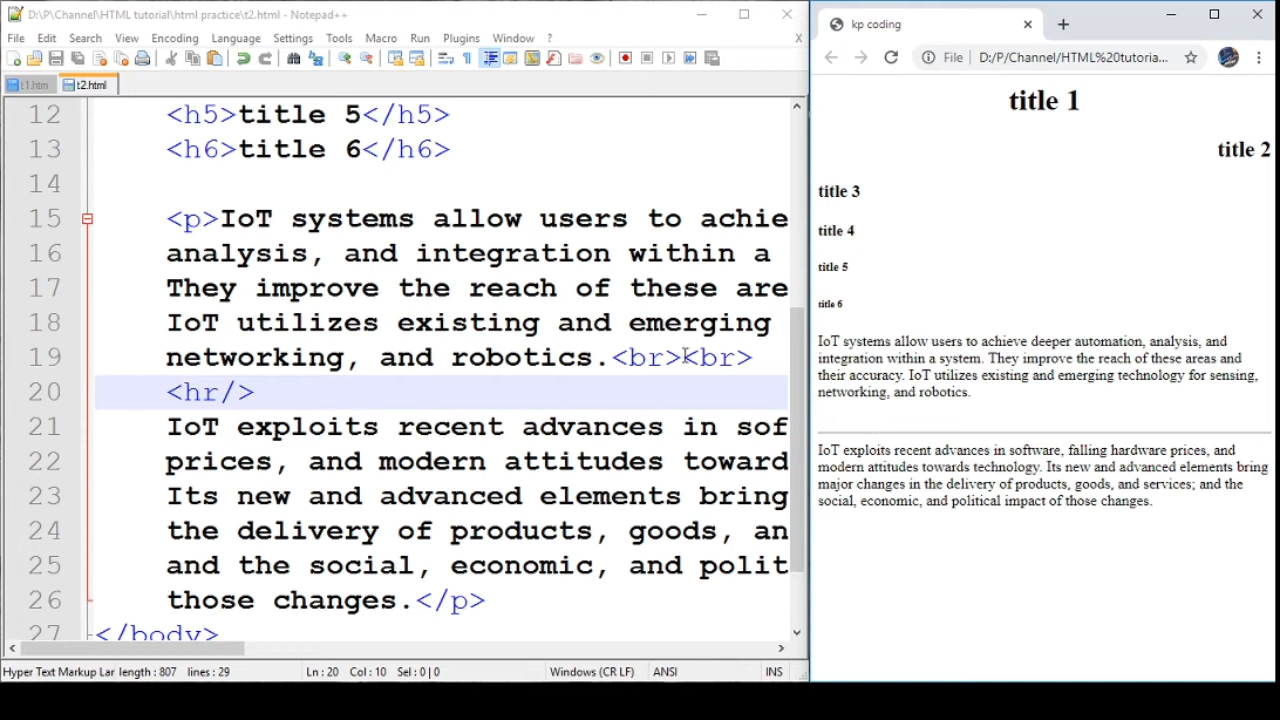 D:\P\Channel\HTML tutorial\html practice\t2.html - Notepad++
File Edit Search View Encoding Language Settings Tools Macro Run Plugins Window ? X
t1.htm t2.html
12 <h5>title 5</h5>
13 <h6>title 6</h6>
14
15 <p>IoT systems allow users to achie
16 analysis, and integration within a
17 They improve the reach of these are
18 IoT utilizes existing and emerging
19 networking, and robotics.<br><br>
20 <hr/>
21 IoT exploits recent advances in sof
22 prices, and modern attitudes toward
23 Its new and advanced elements bring
24 the delivery of products, goods, an
25 and the social, economic, and polit
26 those changes.</p>
27 </body>
Hyper Text Markup Lar length : 807 lines : 29 Ln : 20 Col : 10 Sel : 0 | 0 Windows (CR LF) ANSI INS
kp coding
File D:/P/Channel/HTML%20tutoria...
title 1
title 2
title 3
title 4
title 5
title 6
IoT systems allow users to achieve deeper automation, analysis, and
integration within a system. They improve the reach of these areas and
their accuracy. IoT utilizes existing and emerging technology for sensing,
networking, and robotics.
IoT exploits recent advances in software, falling hardware prices, and
modern attitudes towards technology. Its new and advanced elements bring
major changes in the delivery of products, goods, and services; and the
social, economic, and political impact of those changes.